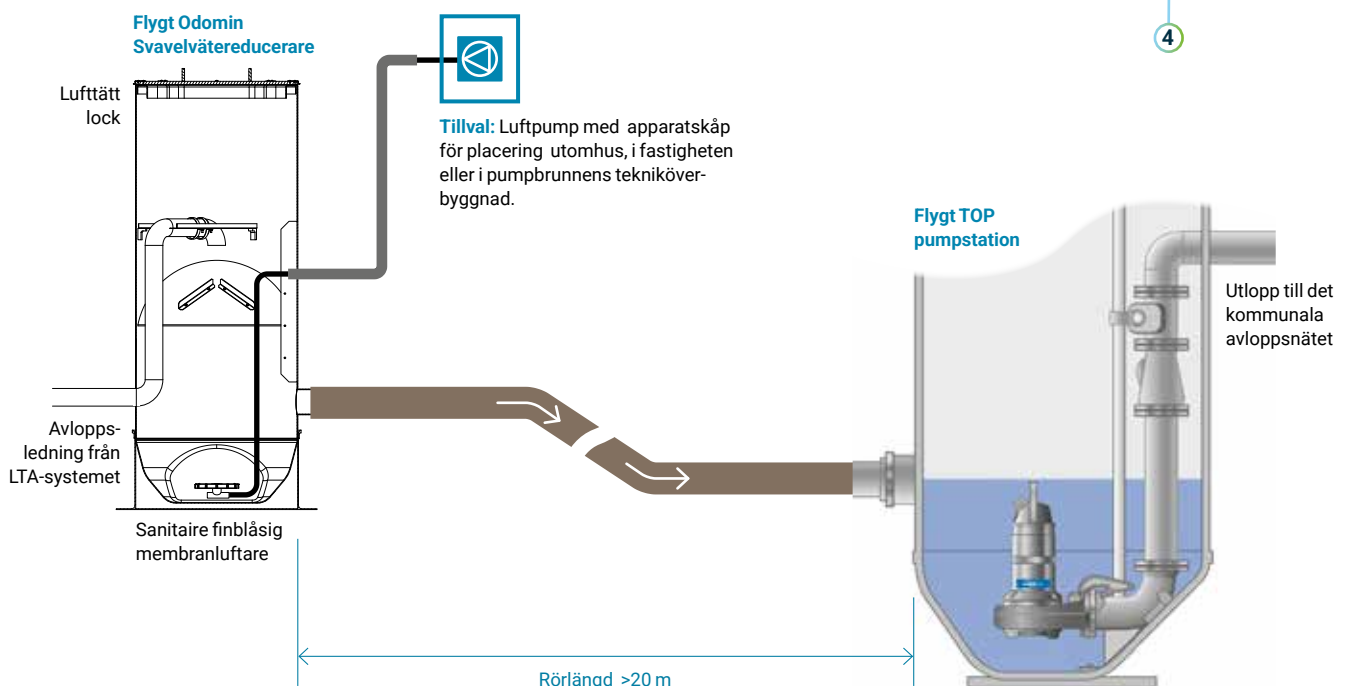 Flygt Odomin
Svavelvätereducerare
4
Lufttätt
lock
Tillval: Luftpump med apparatskåp
för placering utomhus, i fastigheten
eller i pumpbrunnens tekniköver-
byggnad.
Flygt TOP
pumpstation
Utlopp till det
kommunala
avloppsnätet
Avlopps-
ledning från
LTA-systemet
Sanitaire finblåsig
membranluftare
Rörlängd >20 m